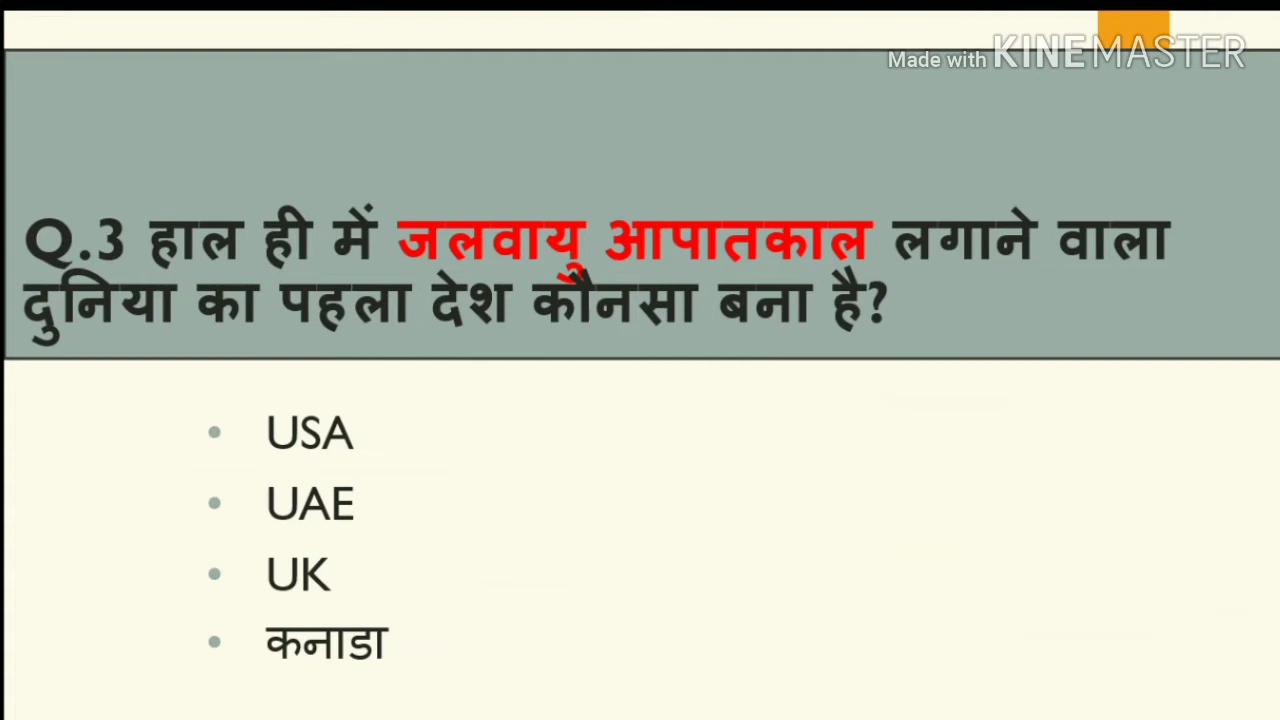 Made with KINEMASTER
Q.3 हाल ही में जलवायु आपातकाल लगाने वाला
दुनिया का पहला देश कौनसा बना है?
• USA
• UAE
• UK
• कनाडा